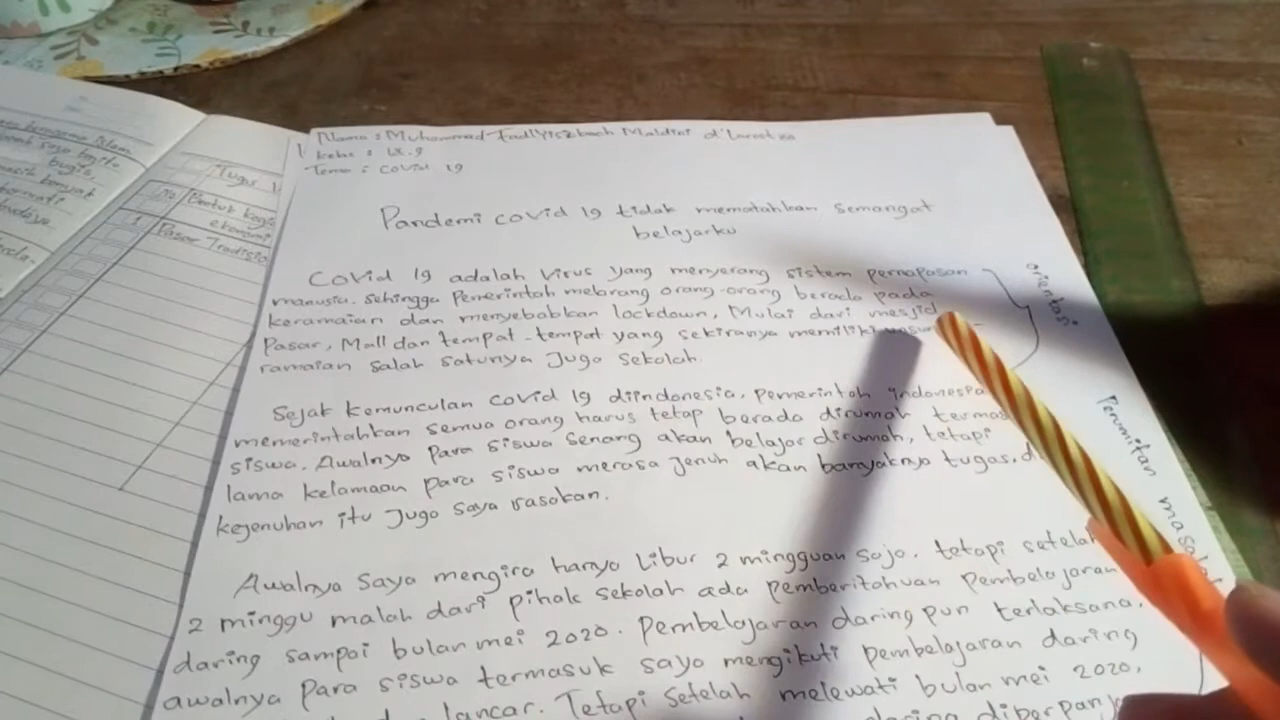 Nama : Muhammad Maldini
Kelas : IX.9
Tema : Covid 19
Pandemi covid 19 tidak mematahkan semangat
belajarku
Covid 19 adalah virus yang menyerang sistem pernapasan
manusia. Sehingga Pemerintah melarang orang-orang berada pada
keramaian dan menyebabkan lockdown, Mulai dari mesjid
Pasar, Mall dan tempat-tempat yang sekiranya memiliki
ramaian salah satunya Juga Sekolah.
Sejak kemunculan covid 19 diindonesia, pemerintah
memerintahkan semua orang harus tetap berada dirumah
siswa. Awalnya para siswa senang akan belajar dirumah, tetapi
lama kelamaan para siswa merasa jenuh akan banyaknya tugas,
kejenuhan itu Juga saya rasakan.
Awalnya saya mengira hanya Libur 2 mingguan saja, tetapi setelah
2 minggu malah dari pihak sekolah ada pemberitahuan Pembelajaran
daring sampai bulan mei 2020. Pembelajaran daring pun terlaksana,
awalnya Para siswa termasuk saya mengikuti pembelajaran daring
lancar. Tetapi setelah melewati bulan mei 2020,
daring
orientasi
Perumitan
Tugas
No
Bentuk
ekonomi
1
Pasar
bugis
banyak